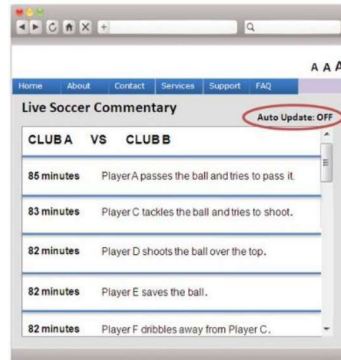 A A A
Home About Contact Services Support FAQ
Live Soccer Commentary
Auto Update: OFF
CLUB A VS CLUB B
85 minutes Player A passes the ball and tries to pass it.
83 minutes Player C tackles the ball and tries to shoot.
82 minutes Player D shoots the ball over the top.
82 minutes Player E saves the ball.
82 minutes Player F dribbles away from Player C.